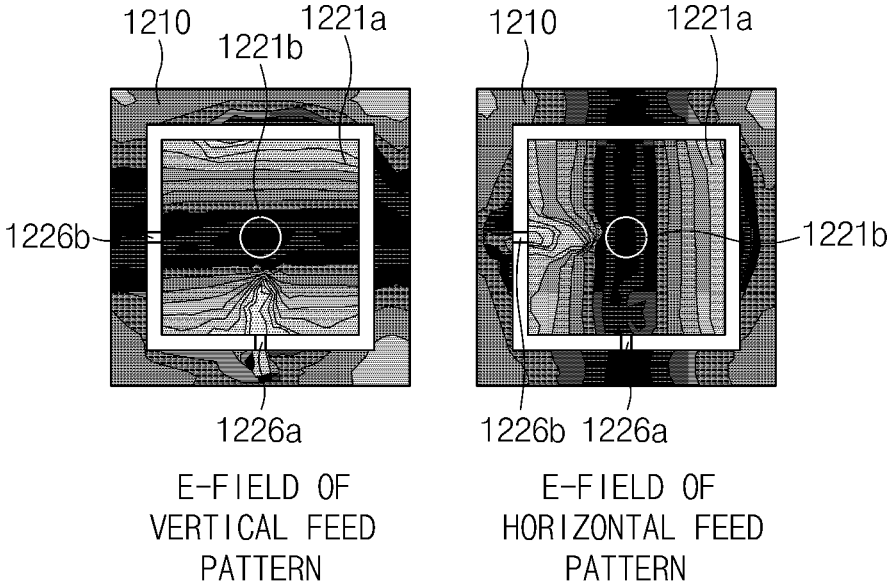 1210
1221b
1221a
1226b
1226a
E-FIELD OF
VERTICAL FEED
PATTERN
1210
1221a
1221b
1226b
1226a
E-FIELD OF
HORIZONTAL FEED
PATTERN